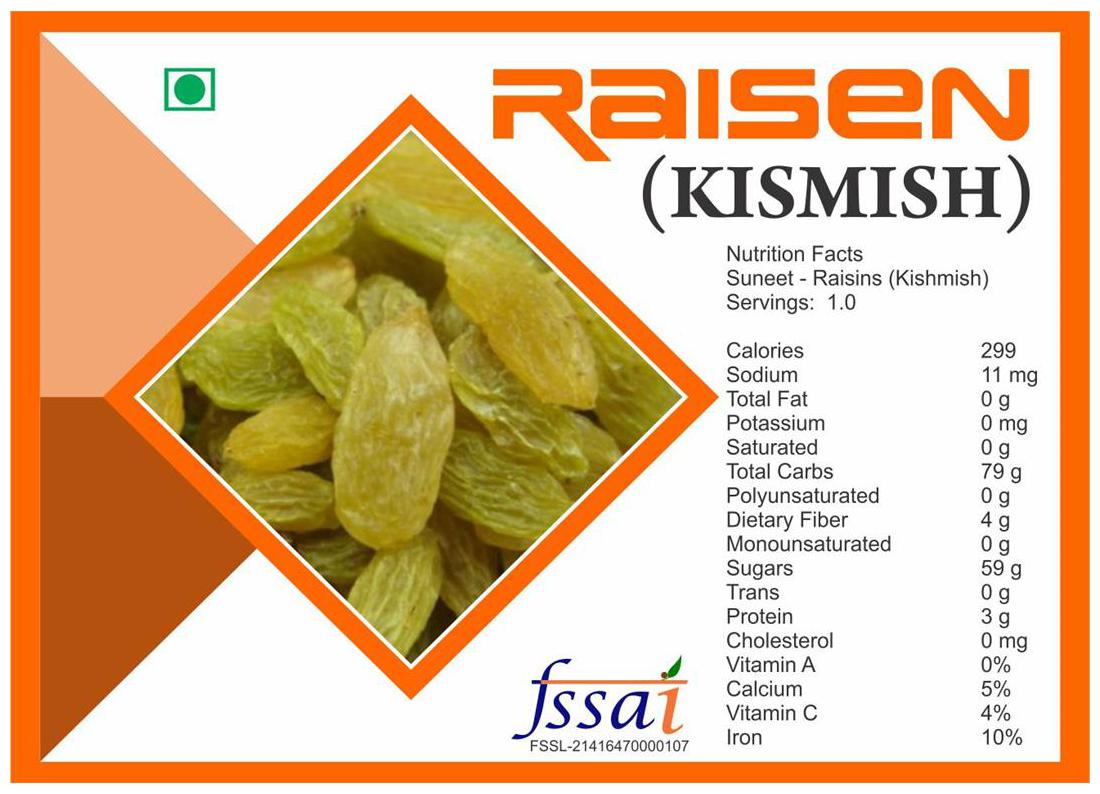 RaISeN
(KISMISH)
Nutrition Facts
Suneet - Raisins (Kishmish)
Servings: 1.0
Calories 299
Sodium 11 mg
Total Fat 0 g
Potassium 0 mg
Saturated 0 g
Total Carbs 79 g
Polyunsaturated 0 g
Dietary Fiber 4 g
Monounsaturated 0 g
Sugars 59 g
Trans 0 g
Protein 3 g
Cholesterol 0 mg
Vitamin A 0%
Calcium 5%
Vitamin C 4%
Iron 10%
fssai
FSSL-21416470000107